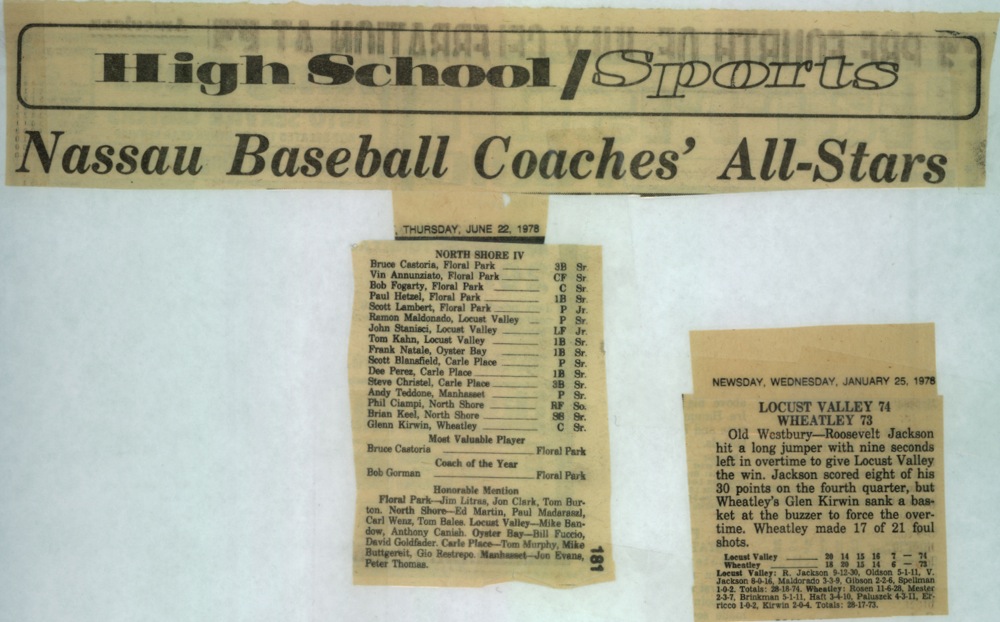 High School/Sports
Nassau Baseball Coaches' All-Stars
THURSDAY, JUNE 22, 1978
NORTH SHORE IV
Bruce Castoria, Floral Park 3B Sr.
Vin Annunziato, Floral Park CF Sr.
Bob Fogarty, Floral Park C Sr.
Paul Hetzel, Floral Park 1B Sr.
Scott Lambert, Floral Park P Jr.
Ramon Maldonado, Locust Valley P Sr.
John Stanisci, Locust Valley LF Jr.
Tom Kahn, Locust Valley 1B Sr.
Frank Natale, Oyster Bay 1B Sr.
Scott Blansfield, Carle Place P Sr.
Dee Perez, Carle Place 1B Sr.
Steve Christel, Carle Place 3B Sr.
Andy Teddone, Manhasset P Sr.
Phil Ciampi, North Shore RF So.
Brian Keel, North Shore SS Sr.
Glenn Kirwin, Wheatley C Sr.
Most Valuable Player
Bruce Castoria Floral Park
Coach of the Year
Bob Gorman Floral Park
Honorable Mention
Floral Park—Jim Litras, Jon Clark, Tom Bur-
ton. North Shore—Ed Martin, Paul Madaraszl,
Carl Wenz, Tom Bales. Locust Valley—Mike Ban-
dow, Anthony Canish. Oyster Bay—Bill Fuccio,
David Goldfader. Carle Place—Tom Murphy, Mike
Buttgereit, Gio Restrepo. Manhasset—Jon Evans,
Peter Thomas.
181
NEWSDAY, WEDNESDAY, JANUARY 25, 1978
LOCUST VALLEY 74
WHEATLEY 73
Old Westbury—Roosevelt Jackson
hit a long jumper with nine seconds
left in overtime to give Locust Valley
the win. Jackson scored eight of his
30 points on the fourth quarter, but
Wheatley's Glen Kirwin sank a bas-
ket at the buzzer to force the over-
time. Wheatley made 17 of 21 foul
shots.
Locust Valley 20 14 15 16 7 — 74
Wheatley 18 20 15 14 6 — 73
Locust Valley: R. Jackson 9-12-30, Oldson 5-1-11, V.
Jackson 8-0-16, Maldorado 3-3-9, Gibson 2-2-6, Spellman
1-0-2. Totals: 28-18-74. Wheatley: Rosen 11-6-28, Mester
2-3-7, Brinkman 5-1-11, Haft 3-4-10, Paluszek 4-3-11, Er-
ricco 1-0-2, Kirwin 2-0-4. Totals: 28-17-73.